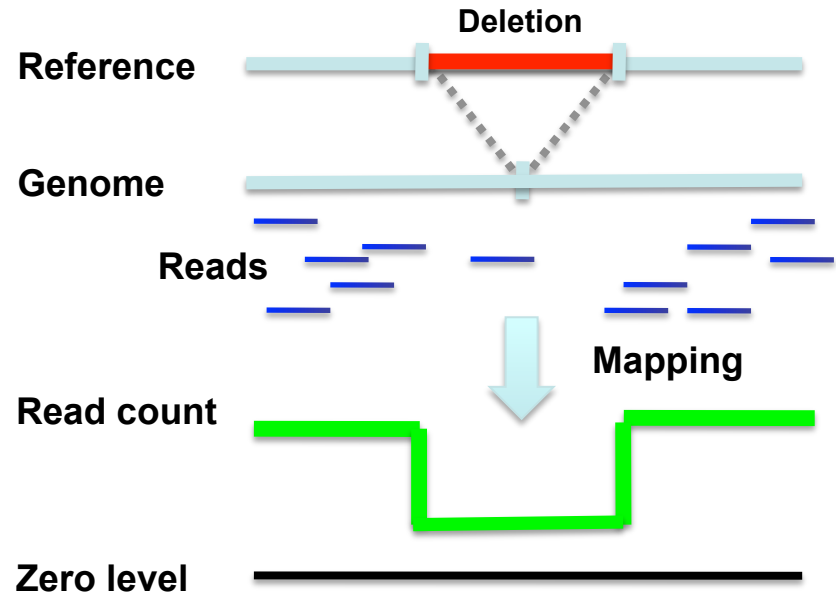 Deletion
Reference
Genome
Reads
Mapping
Read count
Zero level